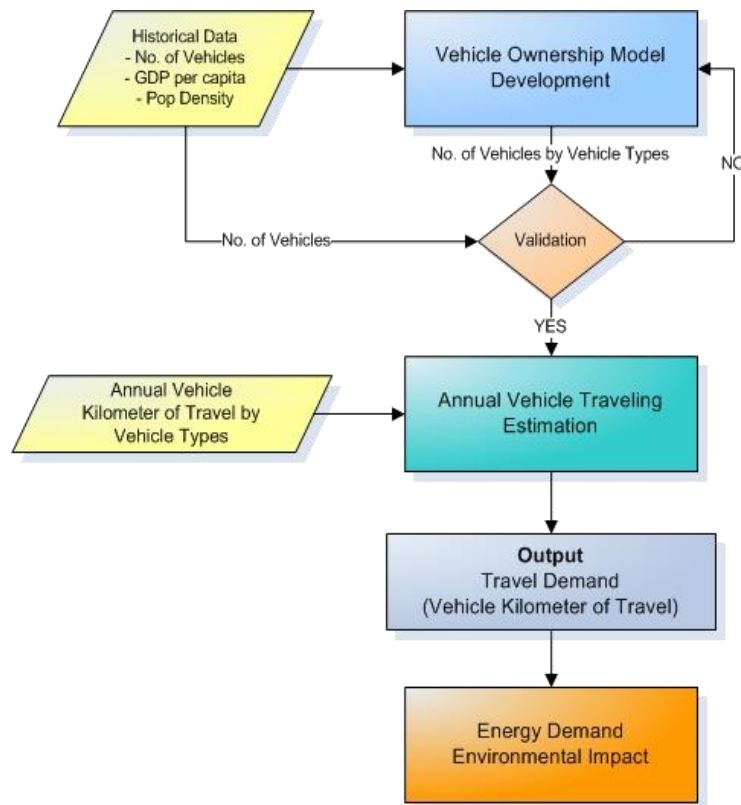 Historical Data
- No. of Vehicles
- GDP per capita
- Pop Density
Vehicle Ownership Model
Development
No. of Vehicles by Vehicle Types
NO
No. of Vehicles
Validation
YES
Annual Vehicle
Kilometer of Travel by
Vehicle Types
Annual Vehicle Traveling
Estimation
Output
Travel Demand
(Vehicle Kilometer of Travel)
Energy Demand
Environmental Impact